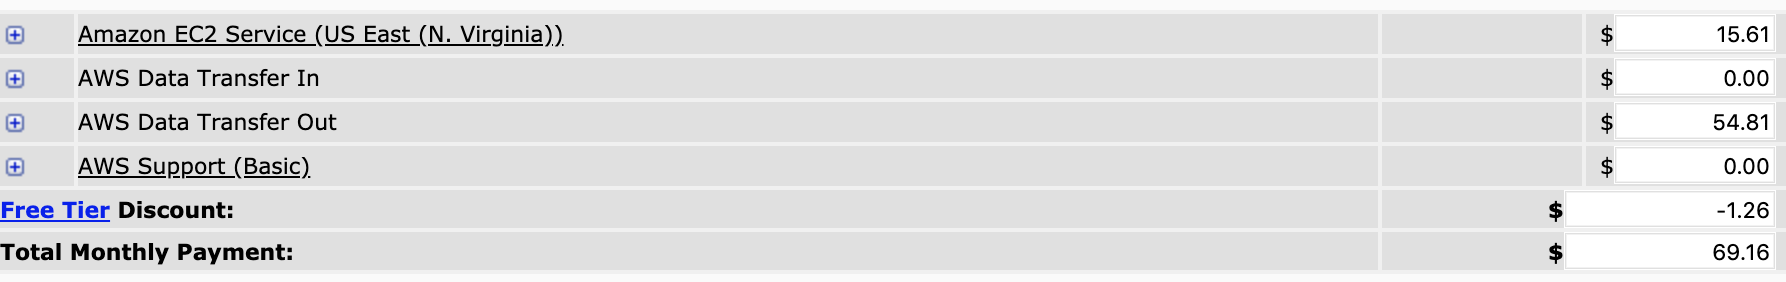 Amazon EC2 Service (US East (N. Virginia)) $ 15.61
AWS Data Transfer In $ 0.00
AWS Data Transfer Out $ 54.81
AWS Support (Basic) $ 0.00
Free Tier Discount: $ -1.26
Total Monthly Payment: $ 69.16